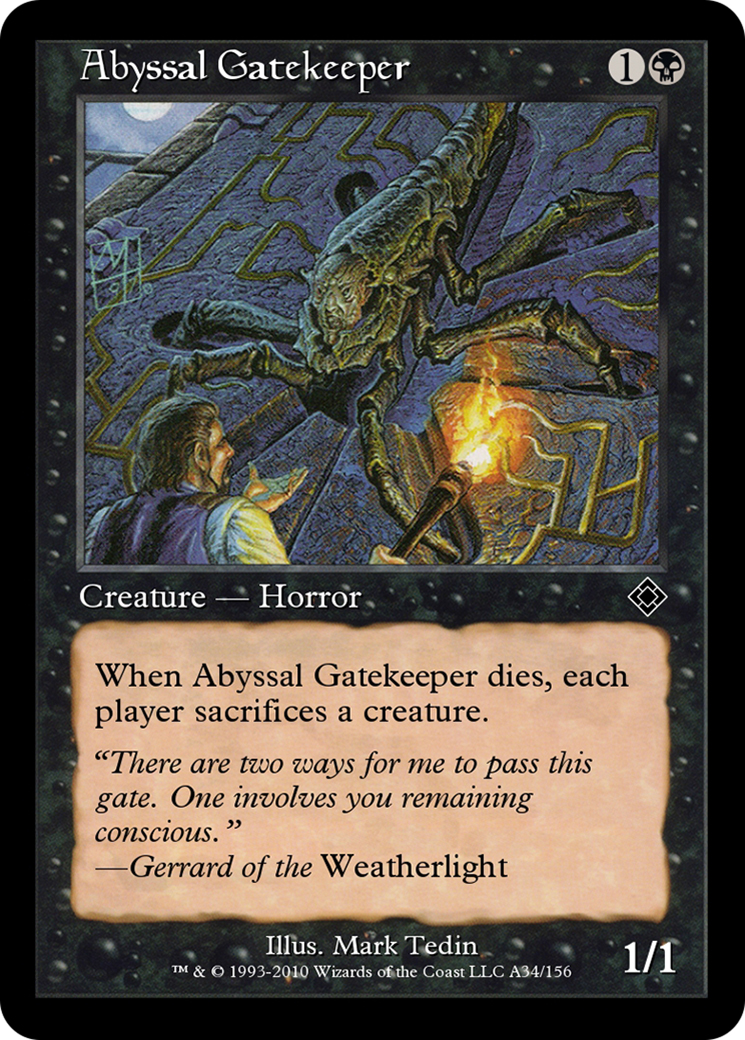 Abyssal Gatekeeper
1
Creature — Horror
When Abyssal Gatekeeper dies, each
player sacrifices a creature.
“There are two ways for me to pass this
gate. One involves you remaining
conscious.”
—Gerrard of the Weatherlight
Illus. Mark Tedin
™ & © 1993-2010 Wizards of the Coast LLC A34/156
1/1